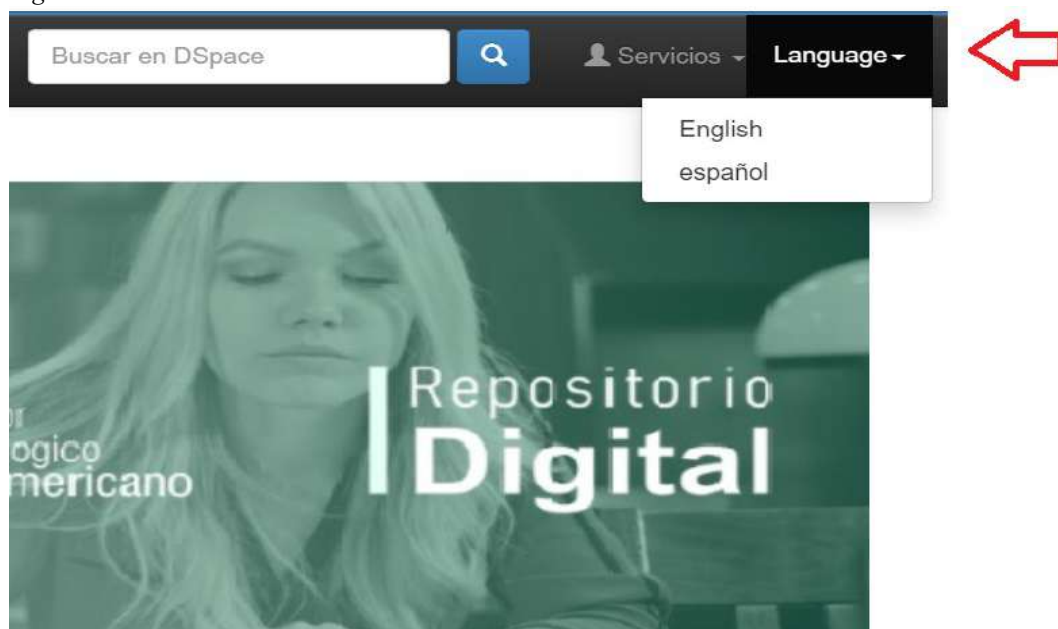 Buscar en DSpace
Servicios
Language
English
español
Repositorio
Digital
ogico
mericano